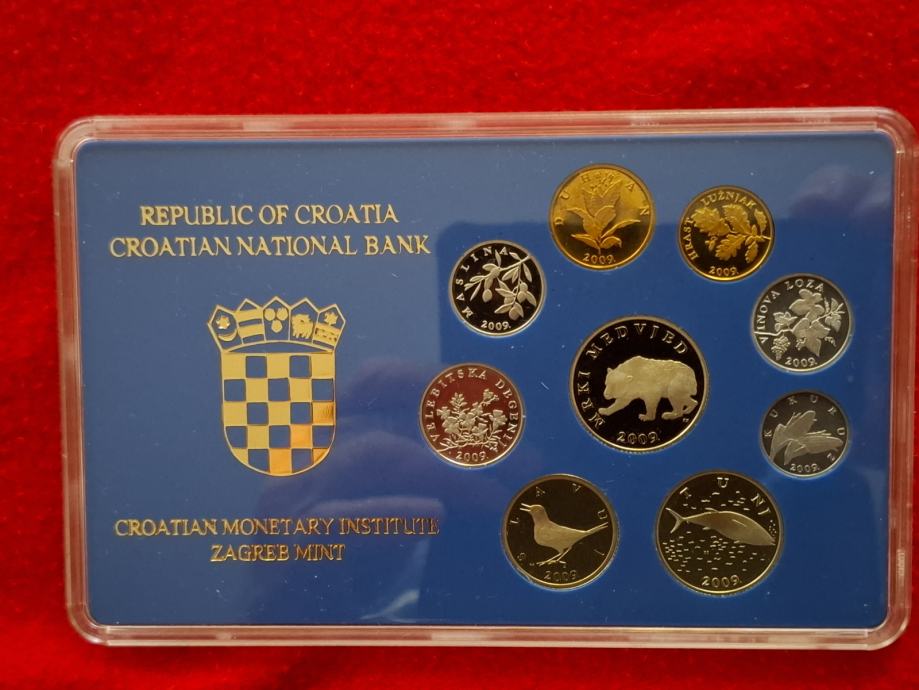 REPUBLIC OF CROATIA
CROATIAN NATIONAL BANK
CROATIAN MONETARY INSTITUTE
ZAGREB MINT
DUHAN
2009.
HRAST LUŽNJAK
2009.
MASLINA
2009.
VINOVA LOZA
2009.
MRKI MEDVJED
2009.
VELEBITSKA DEGENIJA
2009.
KUKURUZ
2009.
SLAVUJ
2009.
TUNJ
2009.